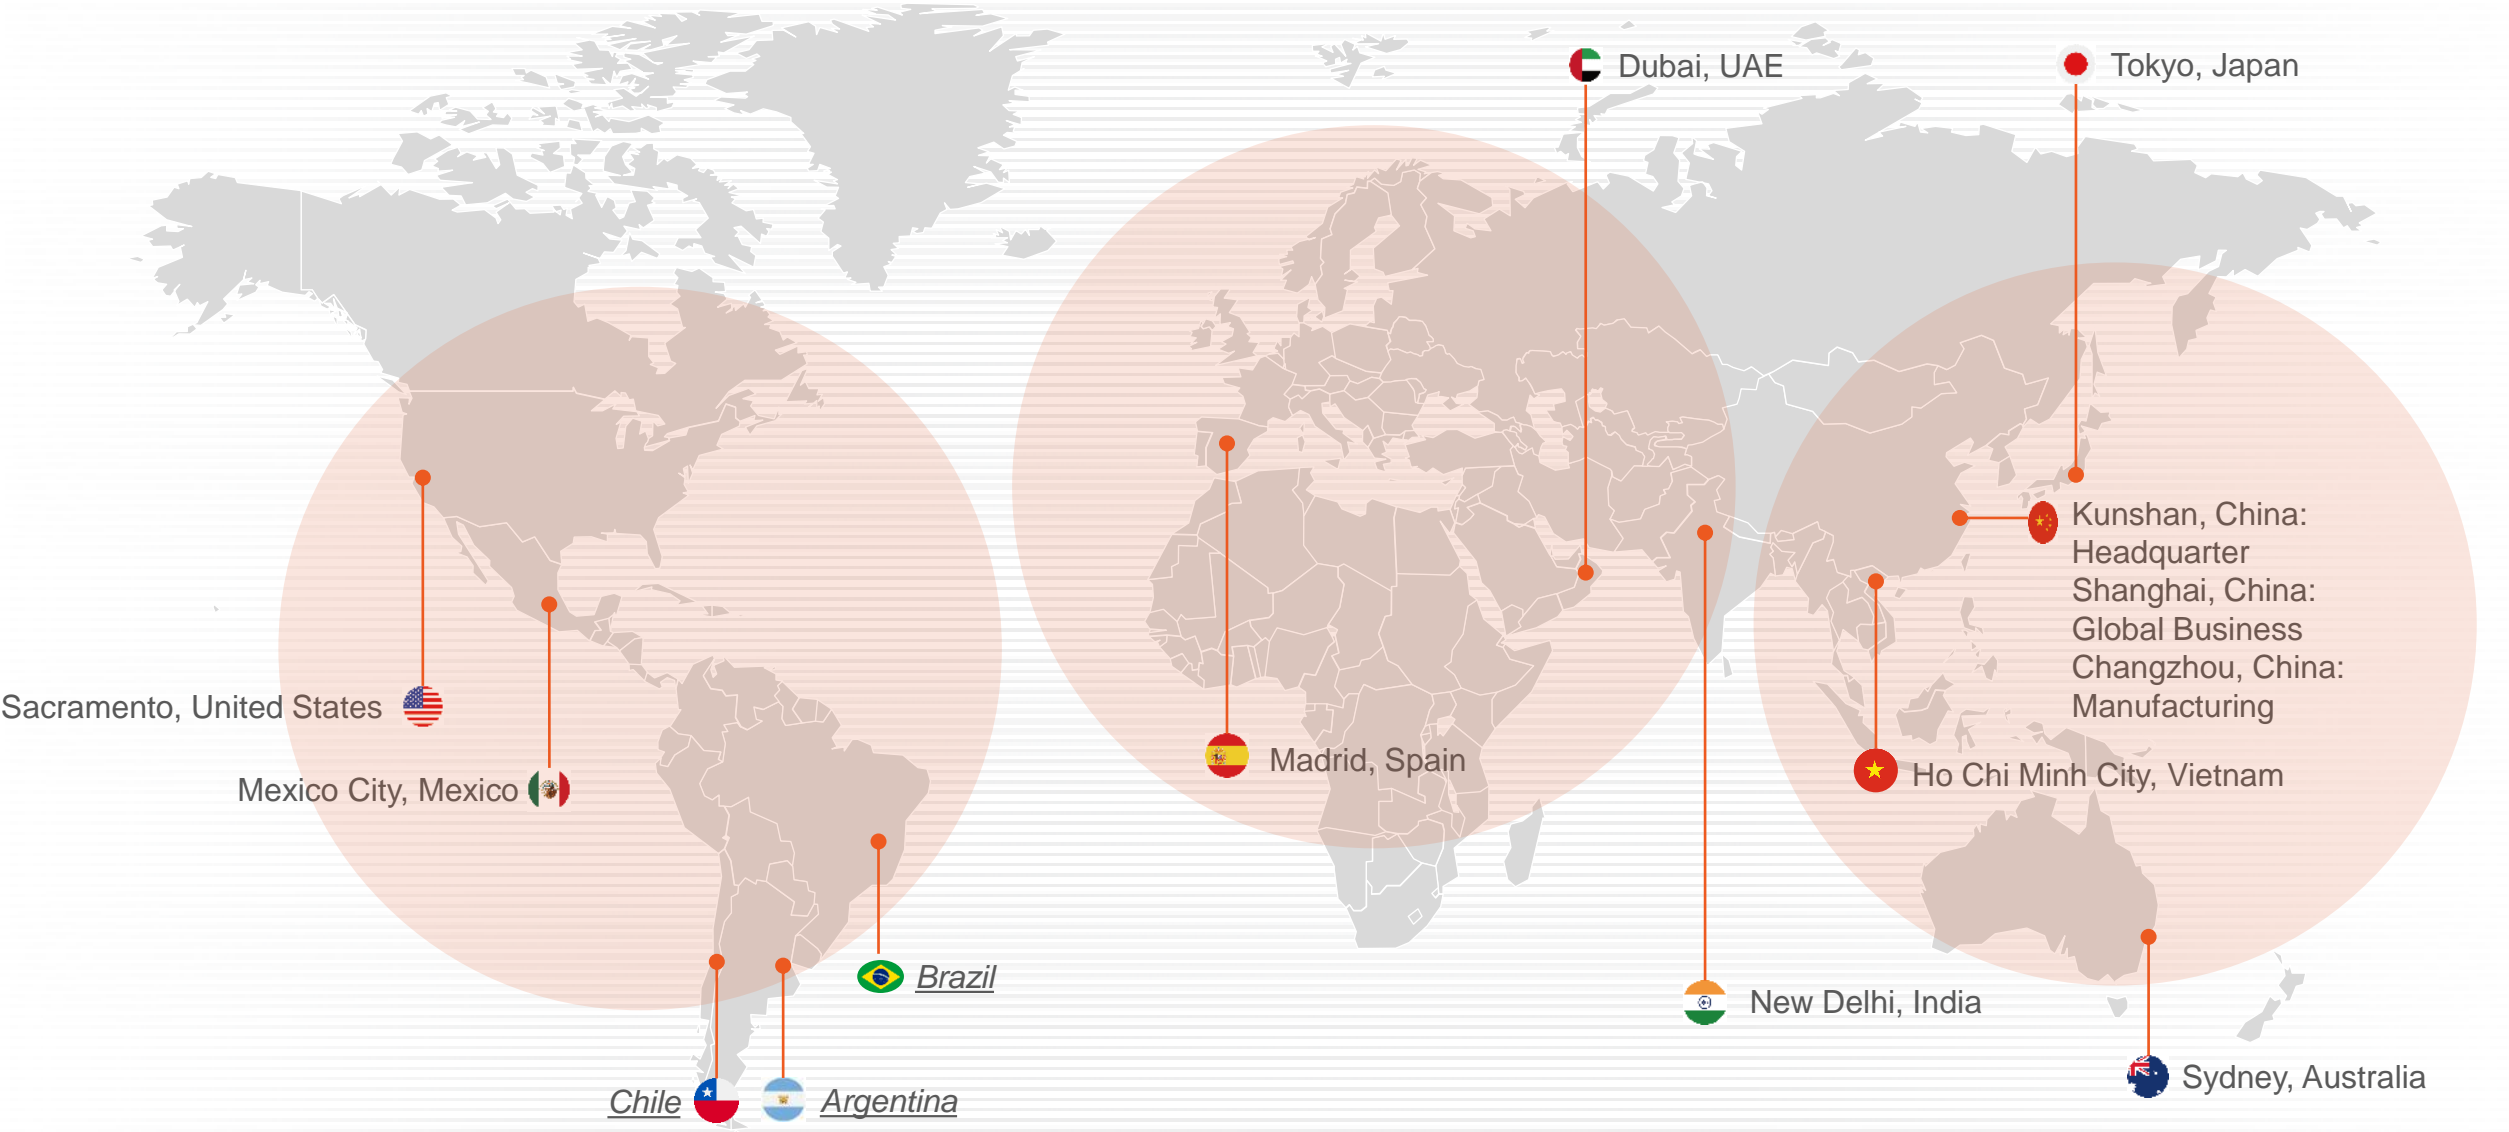 Dubai, UAE
Tokyo, Japan
Kunshan, China:
Headquarter
Shanghai, China:
Global Business
Changzhou, China:
Manufacturing
Sacramento, United States
Mexico City, Mexico
Madrid, Spain
Ho Chi Minh City, Vietnam
Brazil
New Delhi, India
Chile
Argentina
Sydney, Australia